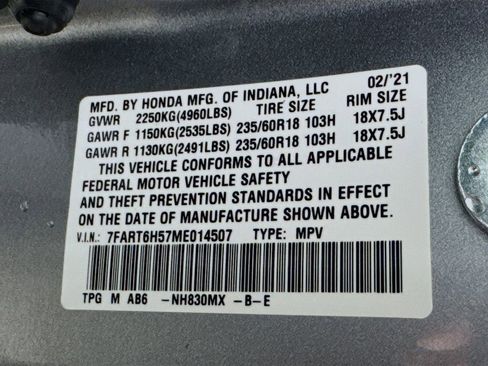 MFD. BY HONDA MFG. OF INDIANA, LLC 02/'21
GVWR 2250KG(4960LBS) TIRE SIZE RIM SIZE
GAWR F 1150KG(2535LBS) 235/60R18 103H 18X7.5J
GAWR R 1130KG(2491LBS) 235/60R18 103H 18X7.5J
THIS VEHICLE CONFORMS TO ALL APPLICABLE
FEDERAL MOTOR VEHICLE SAFETY
AND THEFT PREVENTION STANDARDS IN EFFECT
ON THE DATE OF MANUFACTURE SHOWN ABOVE.
V.I.N.: 7FART6H57ME014507 TYPE: MPV
TPG M AB6 -NH830MX -B-E